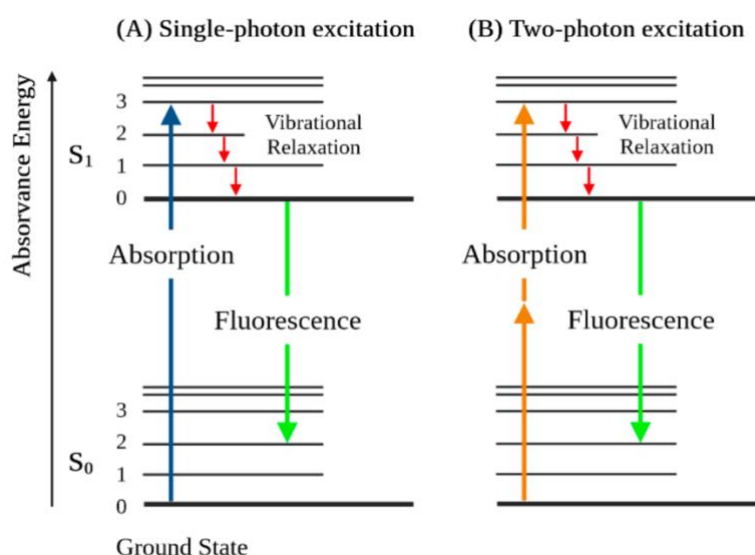 (A) Single-photon excitation
(B) Two-photon excitation
Absorvance Energy
S₁
3
2
1
0
Vibrational
Relaxation
Absorption
Fluorescence
S₀
3
2
1
0
Ground State
Vibrational
Relaxation
Absorption
Fluorescence